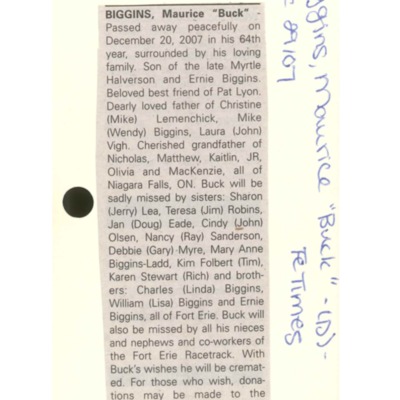 BIGGINS, Maurice "Buck" -
Passed away peacefully on
December 20, 2007 in his 64th
year, surrounded by his loving
family. Son of the late Myrtle
Halverson and Ernie Biggins.
Beloved best friend of Pat Lyon.
Dearly loved father of Christine
(Mike) Lemenchick, Mike
(Wendy) Biggins, Laura (John)
Vigh. Cherished grandfather of
Nicholas, Matthew, Kaitlin, JR,
Olivia and MacKenzie, all of
Niagara Falls, ON. Buck will be
sadly missed by sisters: Sharon
(Jerry) Lea, Teresa (Jim) Robins,
Jan (Doug) Eade, Cindy (John)
Olsen, Nancy (Ray) Sanderson,
Debbie (Gary) Myre, Mary Anne
Biggins-Ladd, Kim Folbert (Tim),
Karen Stewart (Rich) and broth-
ers: Charles (Linda) Biggins,
William (Lisa) Biggins and Ernie
Biggins, all of Fort Erie. Buck will
also be missed by all his nieces
and nephews and co-workers of
the Fort Erie Racetrack. With
Buck's wishes he will be cremat-
ed. For those who wish, dona-
tions may be made to the
ggins, Maurice "Buck" - (D) -
Fe Times